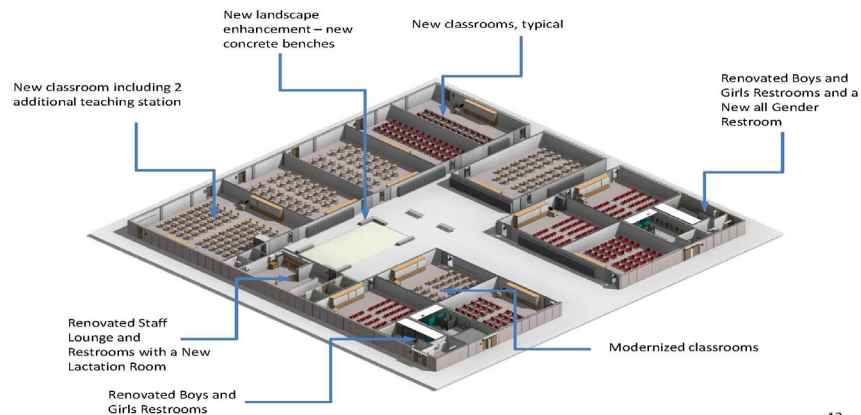 New landscape
enhancement – new
concrete benches
New classrooms, typical
New classroom including 2
additional teaching station
Renovated Boys and
Girls Restrooms and a
New all Gender
Restroom
Renovated Staff
Lounge and
Restrooms with a New
Lactation Room
Modernized classrooms
Renovated Boys and
Girls Restrooms